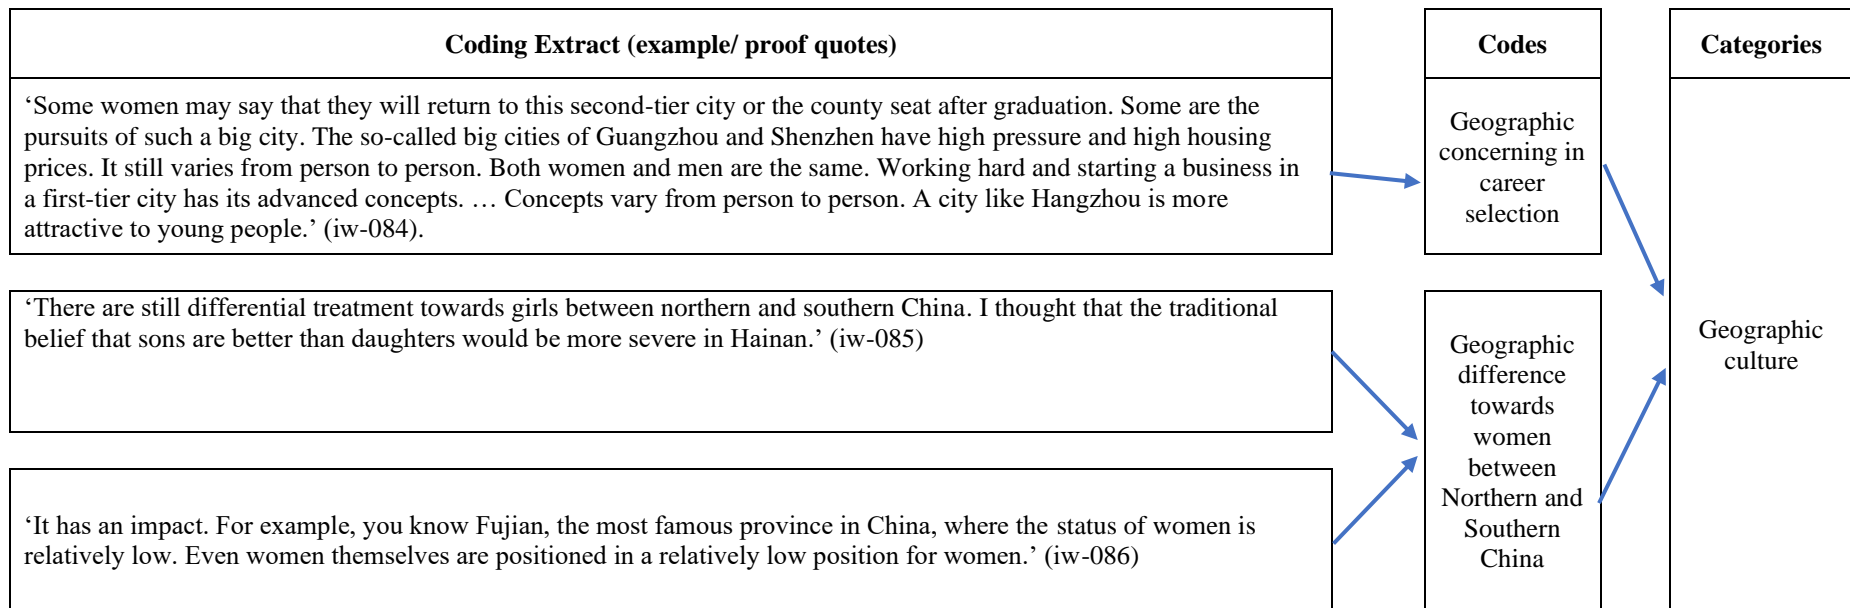 Coding Extract (example/ proof quotes)
Codes
Categories
‘Some women may say that they will return to this second-tier city or the county seat after graduation. Some are the
pursuits of such a big city. The so-called big cities of Guangzhou and Shenzhen have high pressure and high housing
prices. It still varies from person to person. Both women and men are the same. Working hard and starting a business in
a first-tier city has its advanced concepts. … Concepts vary from person to person. A city like Hangzhou is more
attractive to young people.’ (iw-084).
Geographic
concerning in
career
selection
‘There are still differential treatment towards girls between northern and southern China. I thought that the traditional
belief that sons are better than daughters would be more severe in Hainan.’ (iw-085)
‘It has an impact. For example, you know Fujian, the most famous province in China, where the status of women is
relatively low. Even women themselves are positioned in a relatively low position for women.’ (iw-086)
Geographic
difference
towards
women
between
Northern and
Southern
China
Geographic
culture